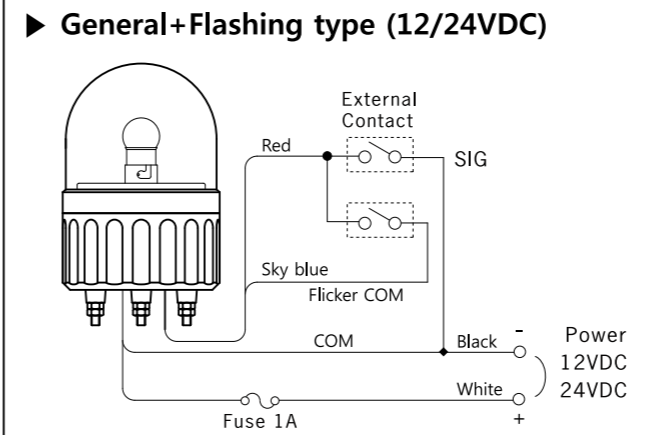 ▶ General+Flashing type (12/24VDC)
External
Contact
Red
SIG
Sky blue
Flicker COM
COM
Black
-
Power
12VDC
24VDC
White
+
Fuse 1A